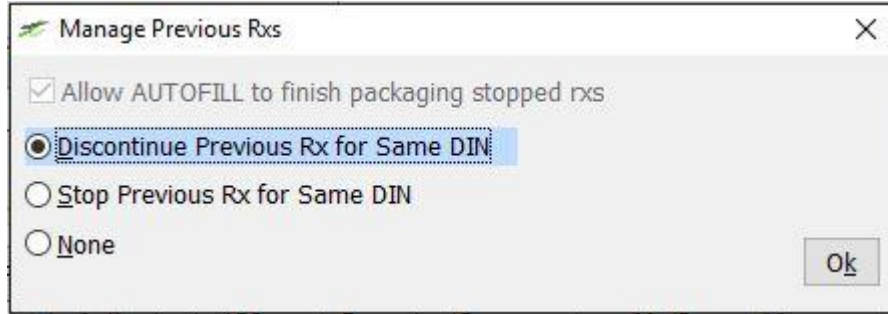 Manage Previous Rxs
Allow AUTOFILL to finish packaging stopped rxs
Discontinue Previous Rx for Same DIN
Stop Previous Rx for Same DIN
None
Ok